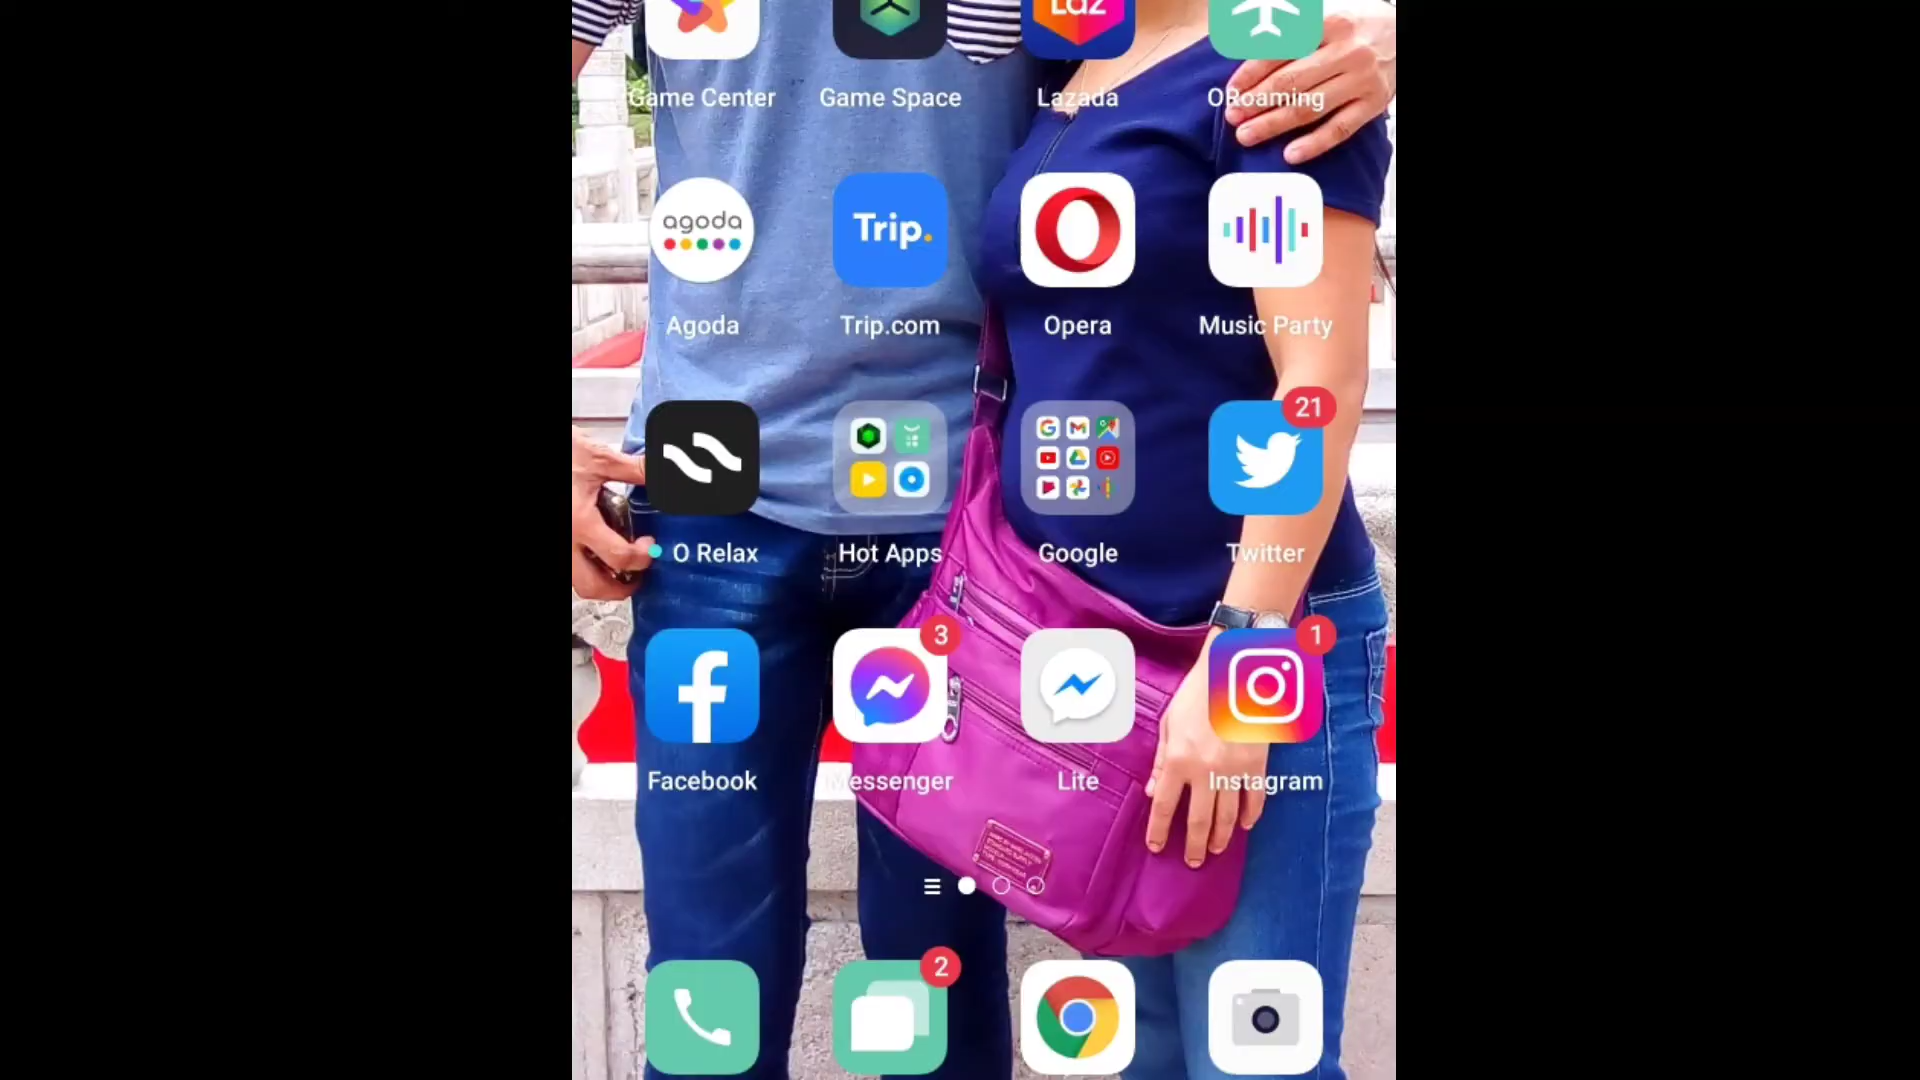 Laz
Game Center
Game Space
Lazada
ORoaming
agoda
Trip.
Agoda
Trip.com
Opera
Music Party
21
O Relax
Hot Apps
Google
Twitter
3
1
Facebook
Messenger
Lite
Instagram
2